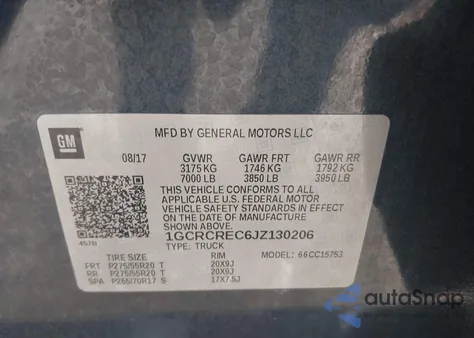 MFD BY GENERAL MOTORS LLC
GM
08/17 GVWR GAWR FRT GAWR RR
3175 KG 1746 KG 1792 KG
7000 LB 3850 LB 3950 LB
THIS VEHICLE CONFORMS TO ALL
APPLICABLE U.S. FEDERAL MOTOR
VEHICLE SAFETY STANDARDS IN EFFECT
ON THE DATE OF MANUFACTURE
SHOWN ABOVE.
1GCRCREC6JZ130206
TYPE: TRUCK MODEL: 66CC15753
TIRE SIZE RIM
FRT P275/55R20 T 20X9J
RR P275/55R20 T 20X9J
SPA P265/70R17 S 17X7.5J
autoSnap